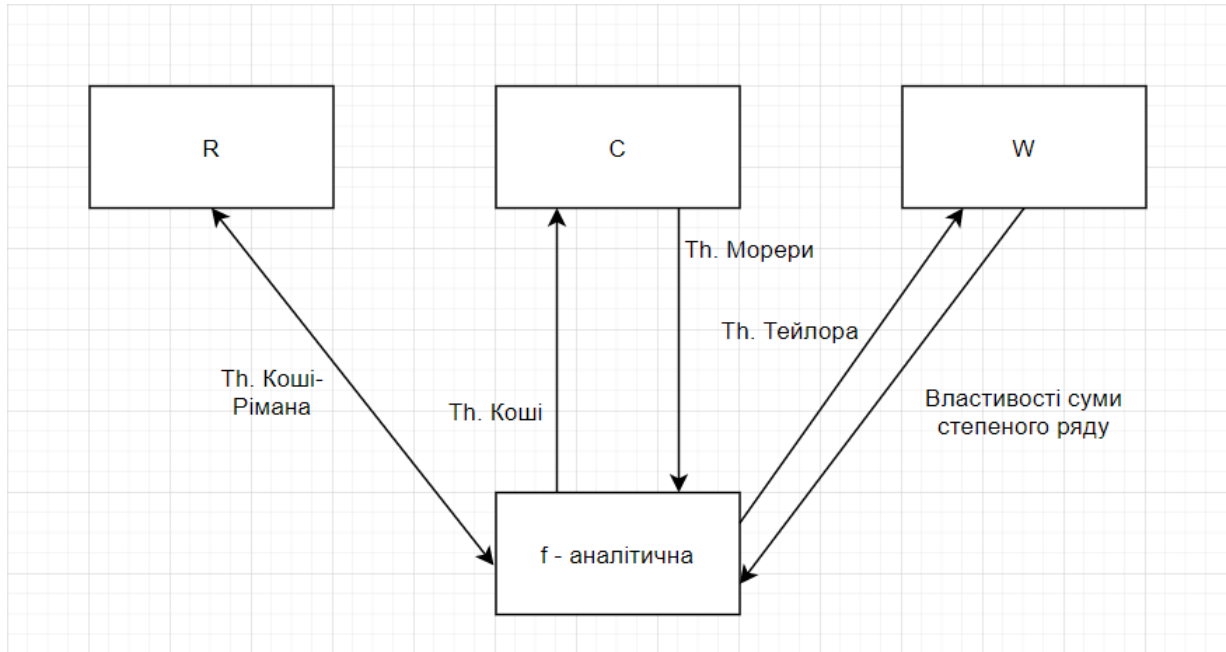 R
C
W
Th. Морери
Th. Тейлора
Th. Коші-
Рімана
Th. Коші
Властивості суми
степеного ряду
f - аналітична